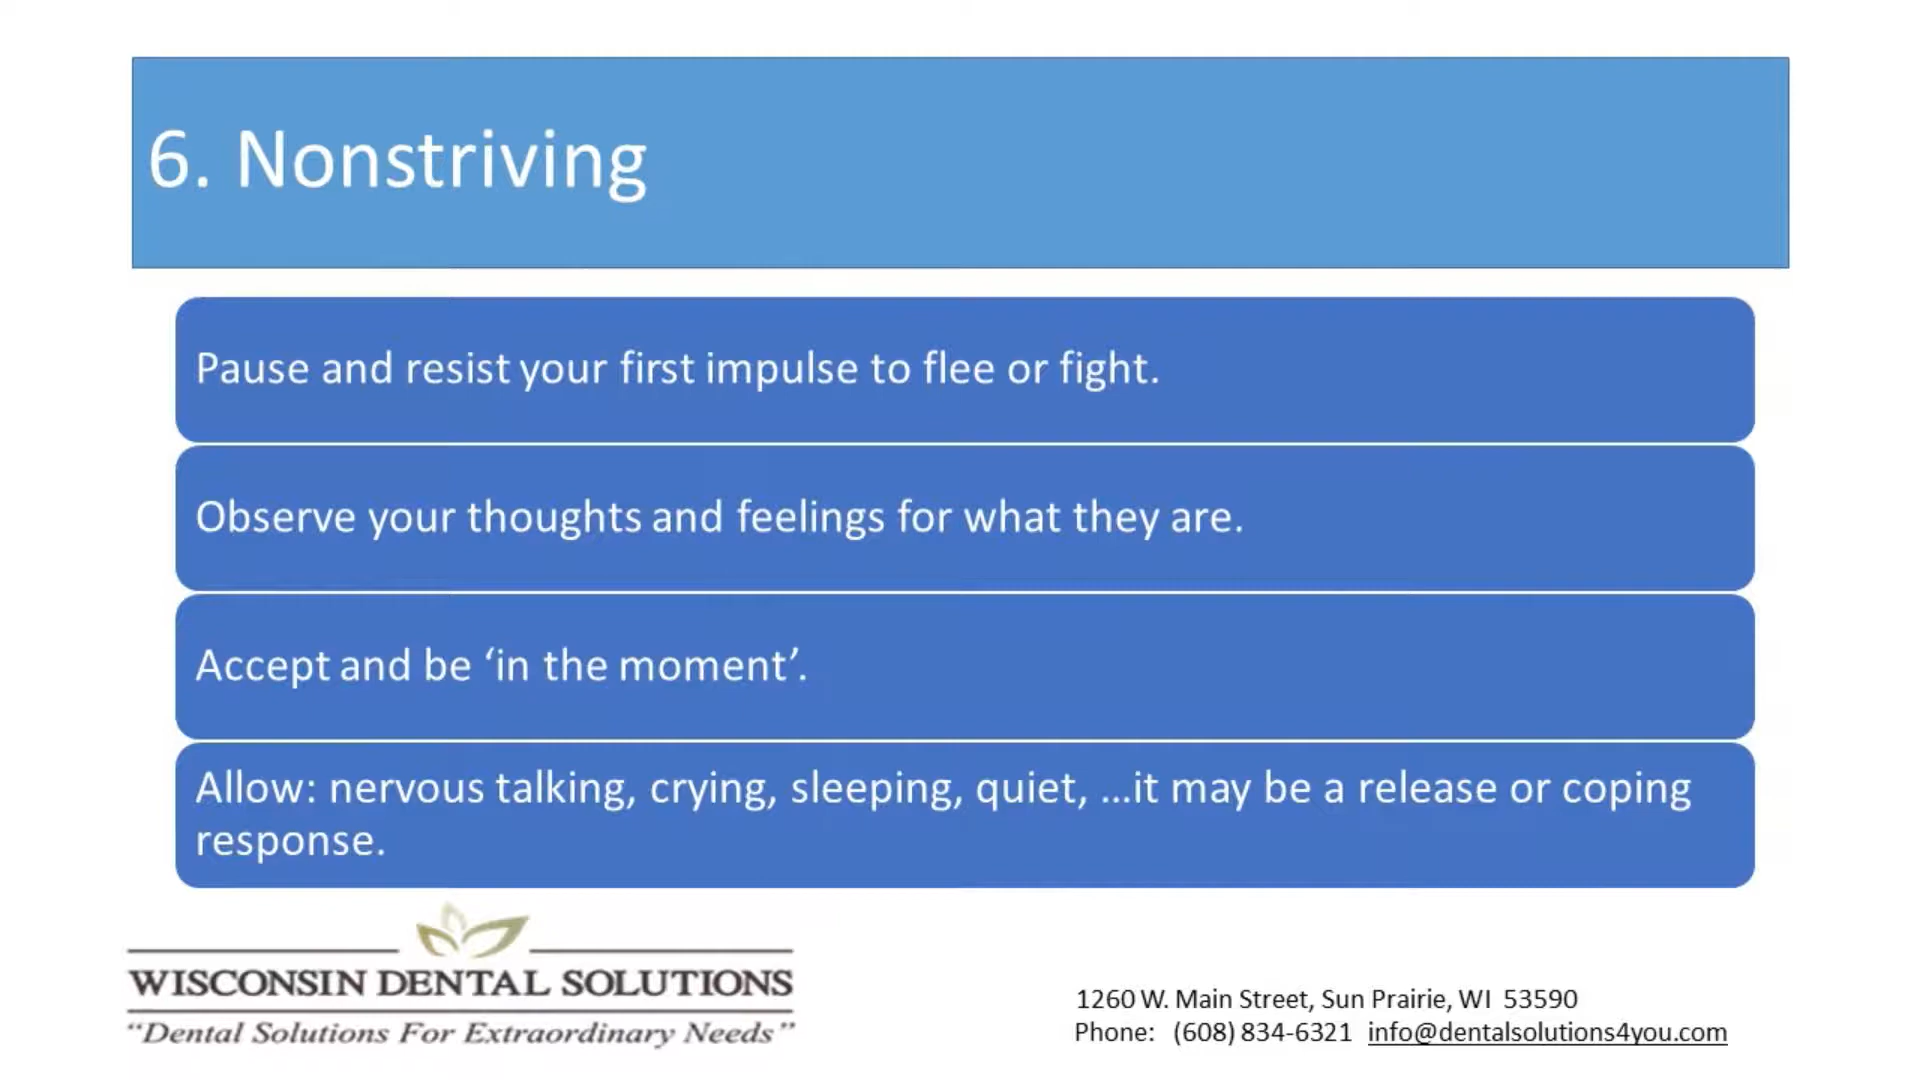 6. Nonstriving
Pause and resist your first impulse to flee or fight.
Observe your thoughts and feelings for what they are.
Accept and be ‘in the moment’.
Allow: nervous talking, crying, sleeping, quiet, ...it may be a release or coping
response.
WISCONSIN DENTAL SOLUTIONS
“Dental Solutions For Extraordinary Needs”
1260 W. Main Street, Sun Prairie, WI 53590
Phone: (608) 834-6321 info@dentalsolutions4you.com